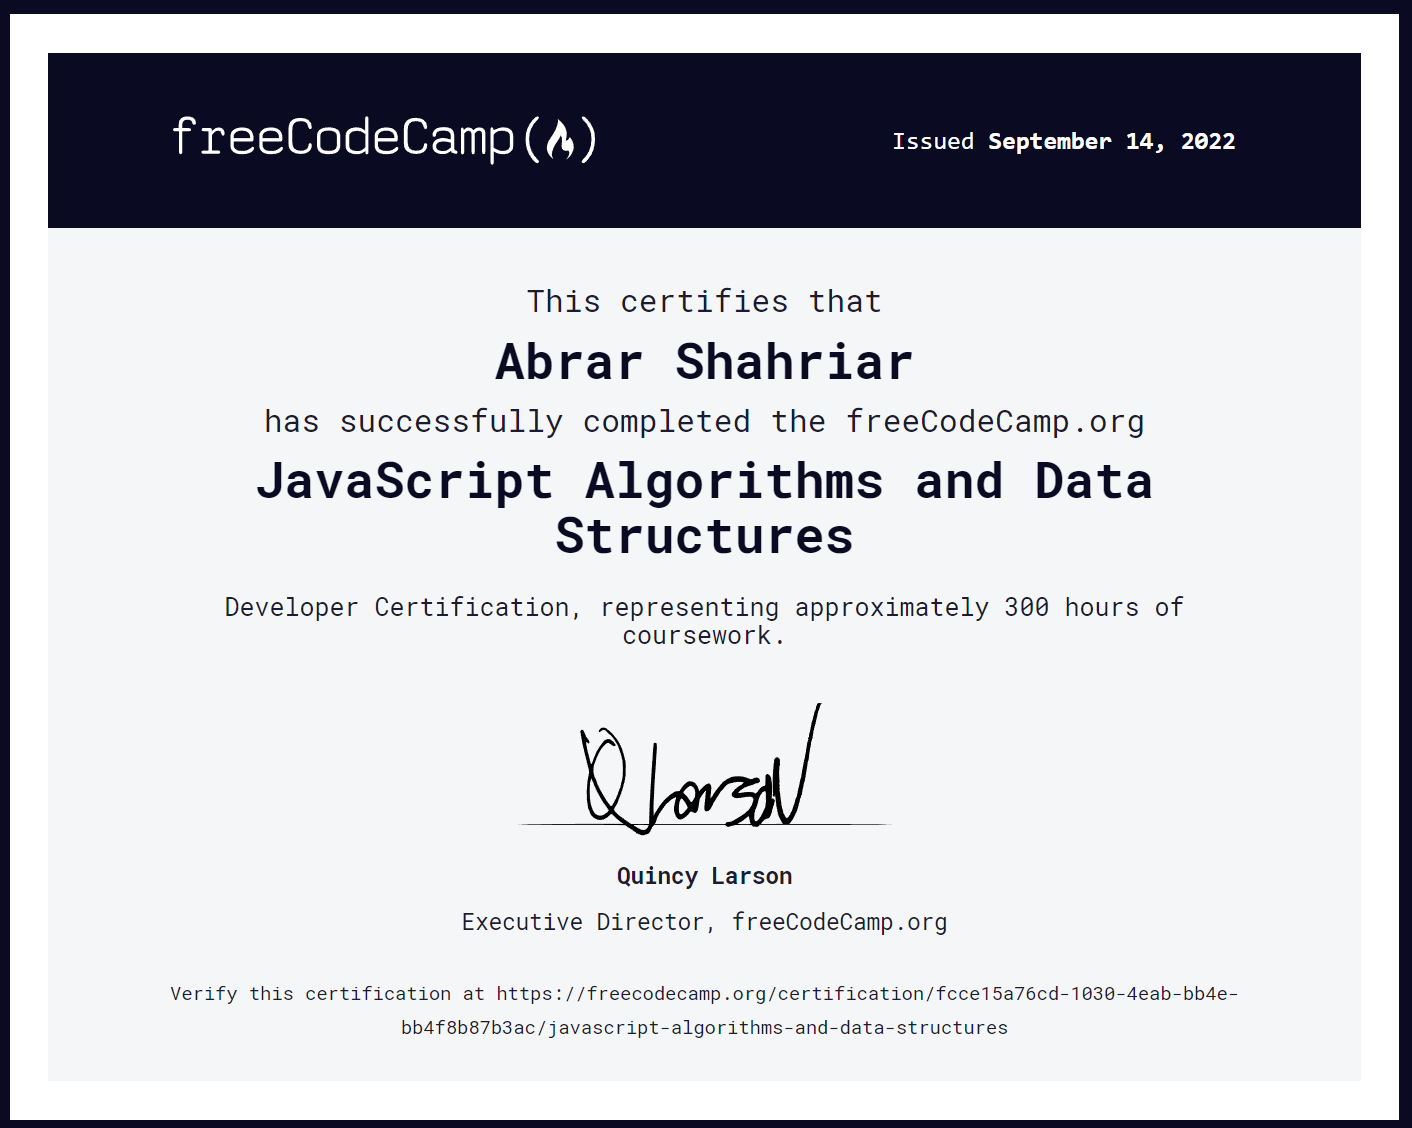 freeCodeCamp(🔥)
Issued September 14, 2022
This certifies that
Abrar Shahriar
has successfully completed the freeCodeCamp.org
JavaScript Algorithms and Data
Structures
Developer Certification, representing approximately 300 hours of
coursework.
Q Larson
Quincy Larson
Executive Director, freeCodeCamp.org
Verify this certification at https://freecodecamp.org/certification/fcce15a76cd-1030-4eab-bb4e-
bb4f8b87b3ac/javascript-algorithms-and-data-structures